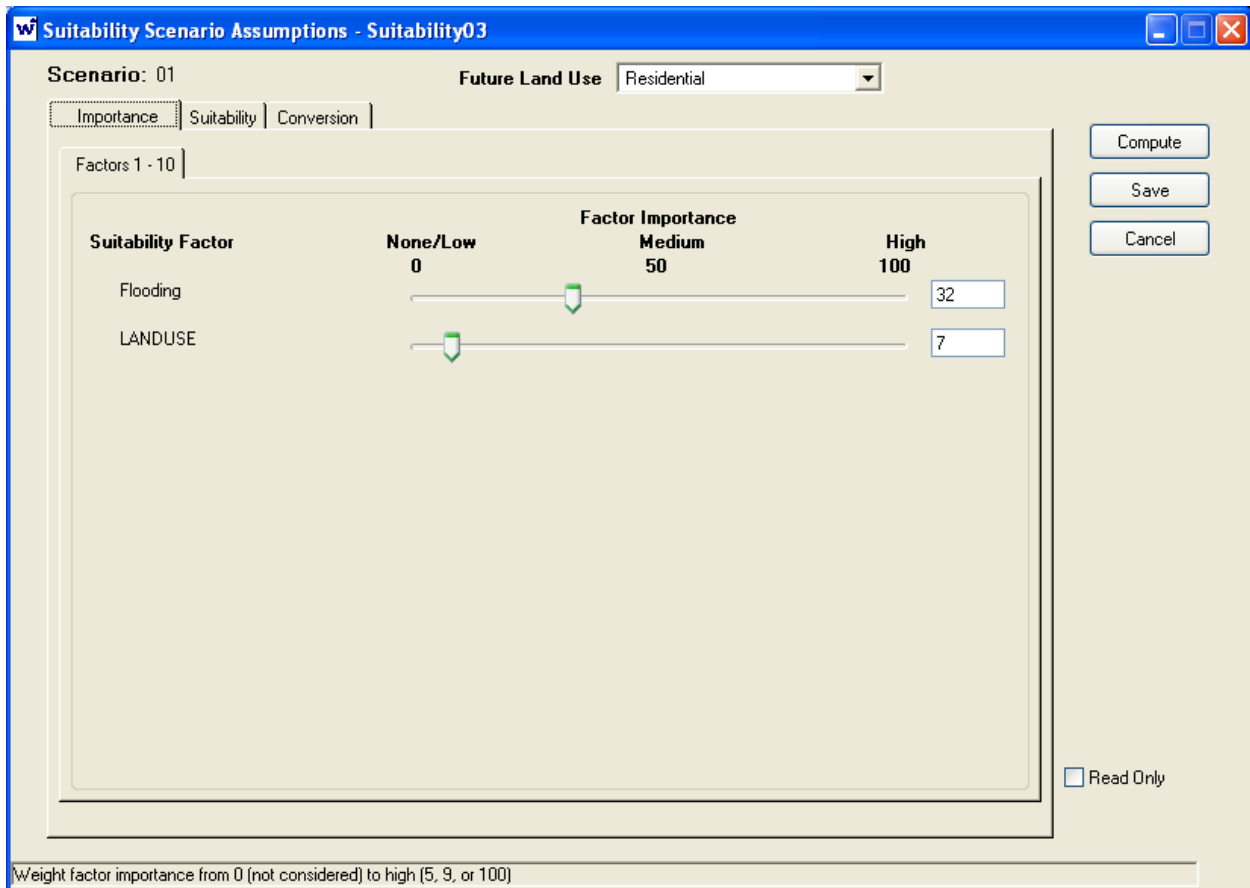 Suitability Scenario Assumptions - Suitability03
Scenario: 01 Future Land Use Residential
Importance Suitability Conversion
Compute
Factors 1 - 10
Save
Factor Importance
Suitability Factor None/Low Medium High
Cancel
0 50 100
Flooding 32
LANDUSE 7
Read Only
Weight factor importance from 0 (not considered) to high (5, 9, or 100)